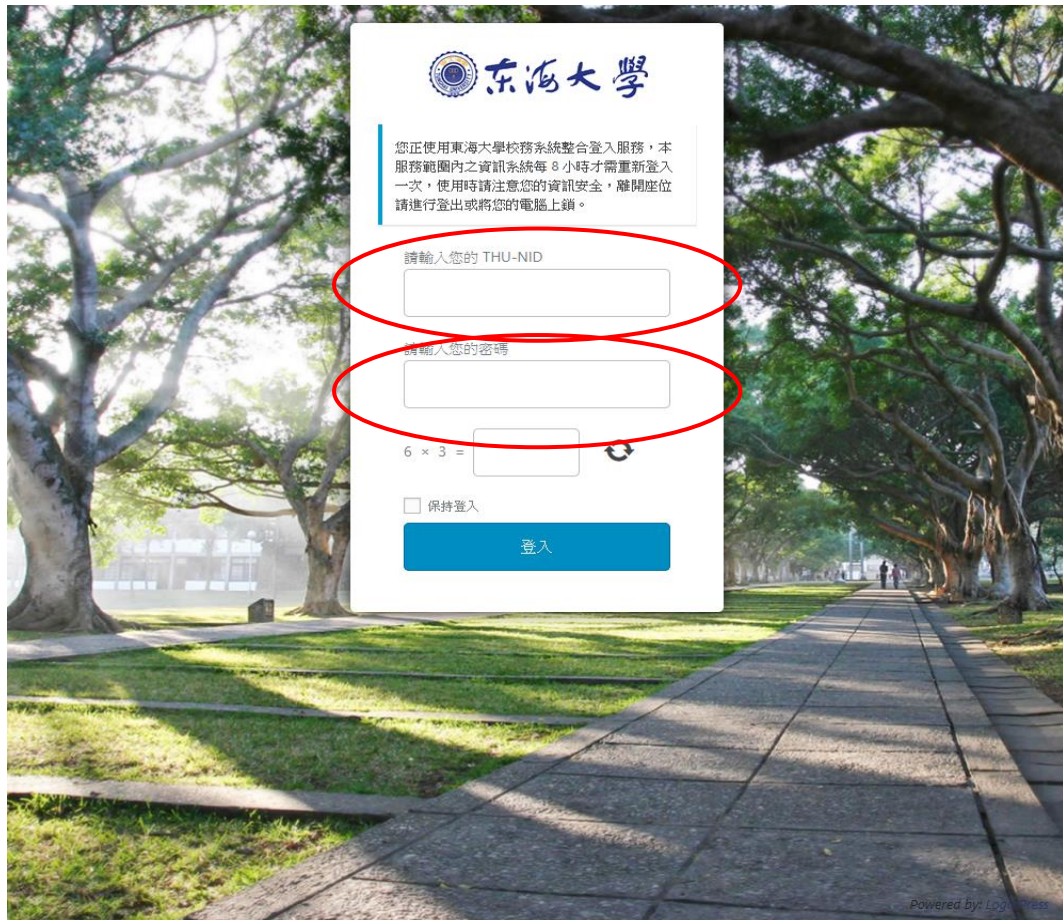 东海大學
您正使用東海大學校務系統整合登入服務，本
服務範圍內之資訊系統每 8 小時才需重新登入
一次，使用時請注意您的資訊安全，離開座位
請進行登出或將您的電腦上鎖。
請輸入您的 THU-NID
請輸入您的密碼
6 × 3 =
保持登入
登入
Powered by: